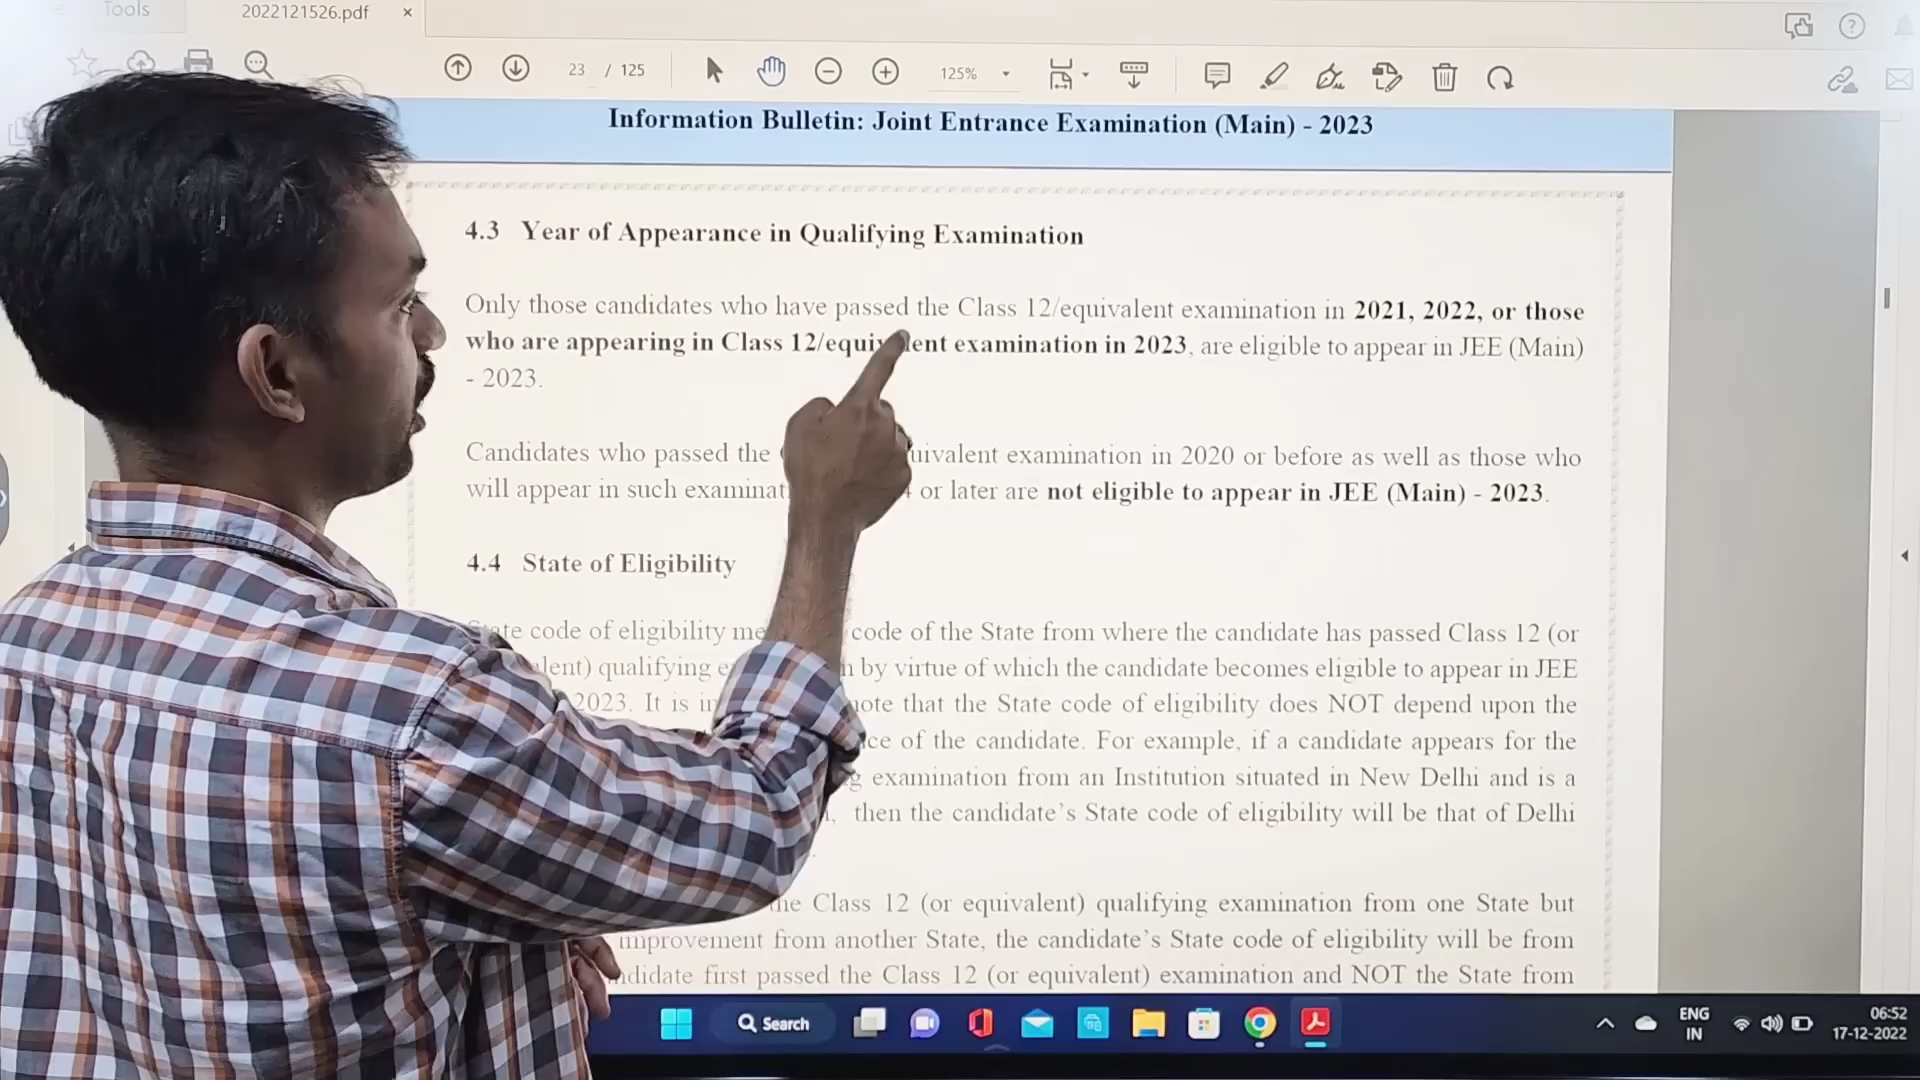 Tools
2022121526.pdf ×
23 / 125
125%
Information Bulletin: Joint Entrance Examination (Main) - 2023
4.3 Year of Appearance in Qualifying Examination
Only those candidates who have passed the Class 12/equivalent examination in 2021, 2022, or those
who are appearing in Class 12/equivalent examination in 2023, are eligible to appear in JEE (Main)
- 2023.
Candidates who passed the examination in 2020 or before as well as those who
will appear in such or later are not eligible to appear in JEE (Main) - 2023.
4.4 State of Eligibility
code of eligibility code of the State from where the candidate has passed Class 12 (or
qualifying by virtue of which the candidate becomes eligible to appear in JEE
2023. It is that the State code of eligibility does NOT depend upon the
of the candidate. For example, if a candidate appears for the
examination from an Institution situated in New Delhi and is a
then the candidate's State code of eligibility will be that of Delhi
Class 12 (or equivalent) qualifying examination from one State but
improvement from another State, the candidate's State code of eligibility will be from
first passed the Class 12 (or equivalent) examination and NOT the State from
Search
ENG
IN
06:52
17-12-2022